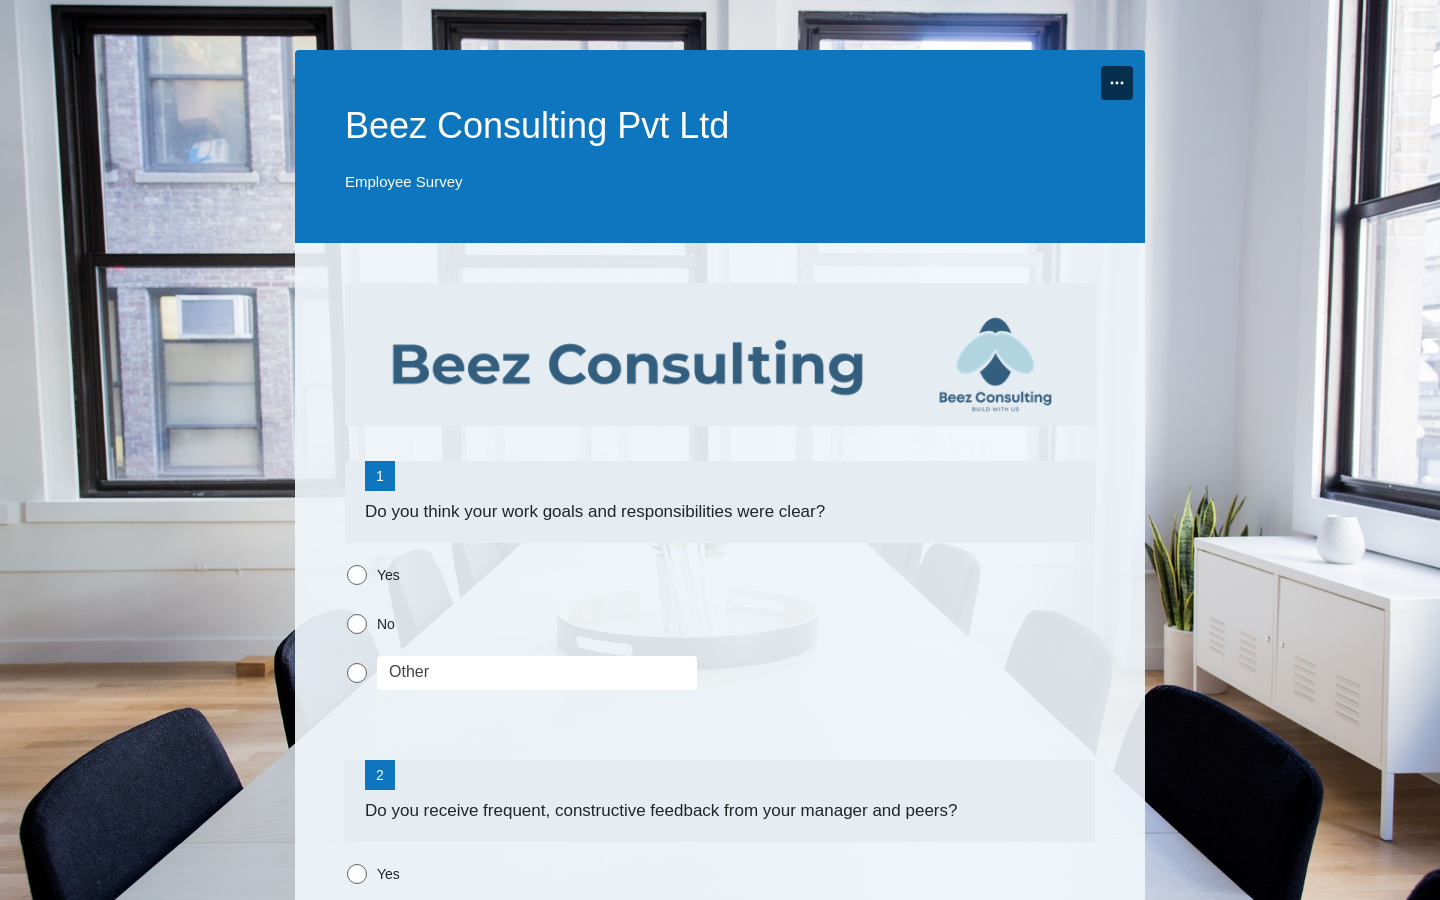 Beez Consulting Pvt Ltd
Employee Survey
Beez Consulting
Beez Consulting
BUILD WITH US
1
Do you think your work goals and responsibilities were clear?
Yes
No
Other
2
Do you receive frequent, constructive feedback from your manager and peers?
Yes